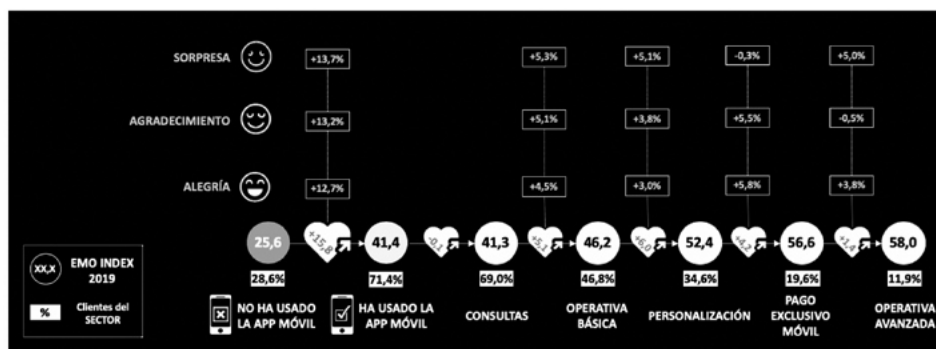 SORPRESA
+13,7%
+5,3%
+5,1%
-0,3%
+5,0%
AGRADECIMIENTO
+13,2%
+5,1%
+3,8%
+5,5%
-0,5%
ALEGRÍA
+12,7%
+4,5%
+3,0%
+5,8%
+3,8%
25,6
+15,8
41,4
-0,1
41,3
+5,1
46,2
+6,0
52,4
+4,2
56,6
+1,4
58,0
XX,X
EMO INDEX
2019
%
Clientes del
SECTOR
28,6%
71,4%
69,0%
46,8%
34,6%
19,6%
11,9%
NO HA USADO
LA APP MÓVIL
HA USADO LA
APP MÓVIL
CONSULTAS
OPERATIVA
BÁSICA
PERSONALIZACIÓN
PAGO
EXCLUSIVO
MÓVIL
OPERATIVA
AVANZADA